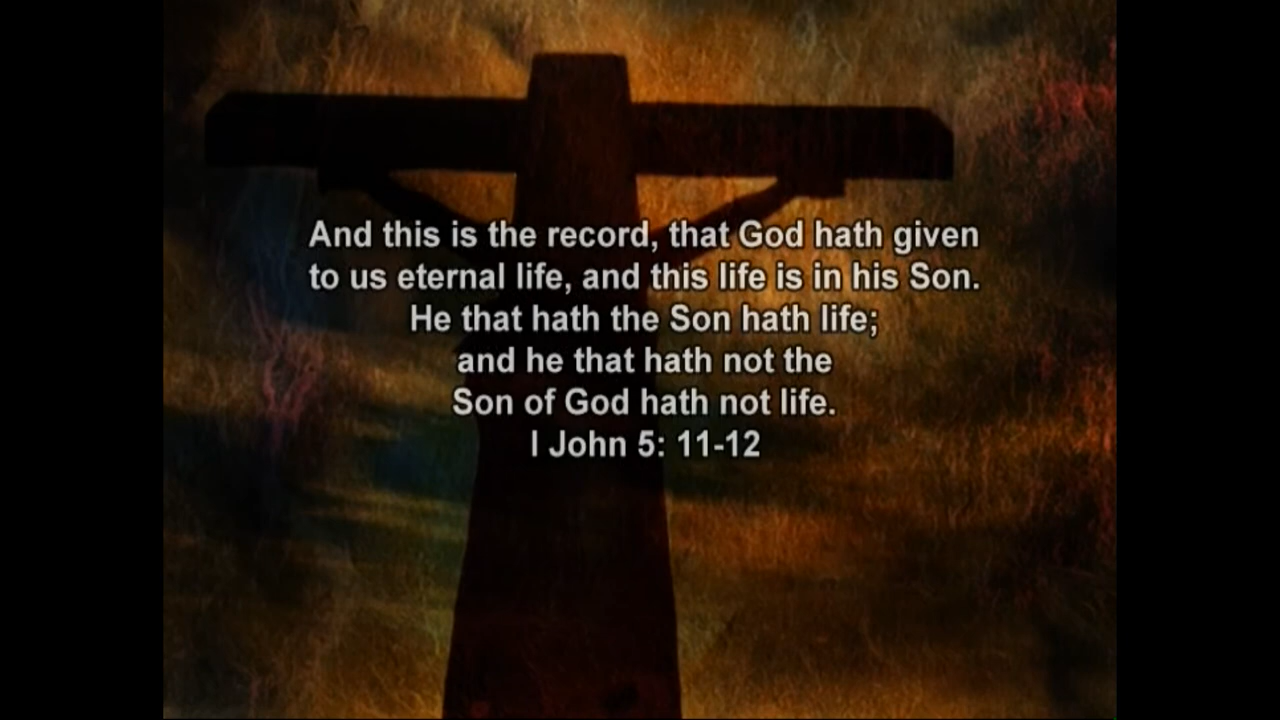 And this is the record, that God hath given
to us eternal life, and this life is in his Son.
He that hath the Son hath life;
and he that hath not the
Son of God hath not life.
I John 5: 11-12